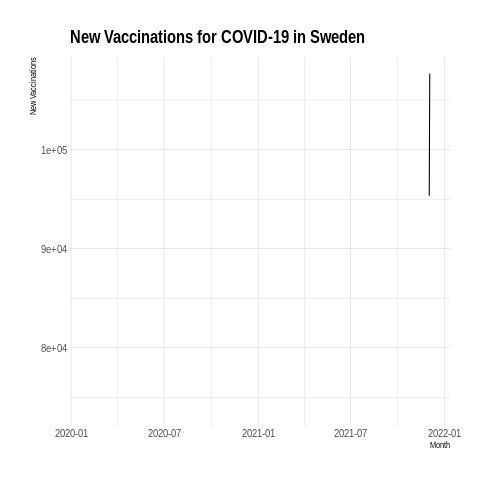 New Vaccinations for COVID-19 in Sweden
New Vaccinations
1e+05
9e+04
8e+04
2020-01
2020-07
2021-01
2021-07
2022-01
Month